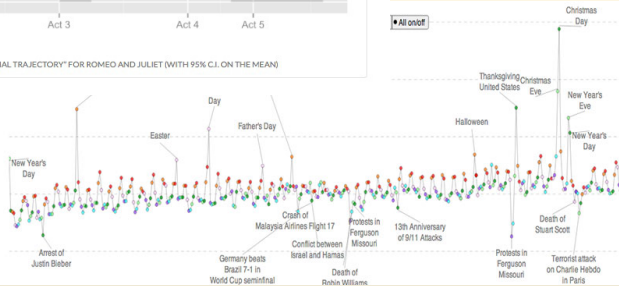 Act 3
Act 4
Act 5
AL TRAJECTORY" FOR ROMEO AND JULIET (WITH 95% C.I. ON THE MEAN)
All on/off
Christmas
Day
Thanksgiving
United States
Christmas
Eve
New Year's
Eve
New Year's
Day
Halloween
Day
Father's Day
Easter
New Year's
Day
Arrest of
Justin Bieber
Germany beats
Brazil 7-1 in
World Cup semifinal
Crash of
Malaysia Airlines Flight 17
Conflict between
Israel and Hamas
Death of
Robin Williams
Protests in
Ferguson
Missouri
13th Anniversary
of 9/11 Attacks
Protests in
Ferguson
Missouri
Death of
Stuart Scott
Terrorist attack
on Charlie Hebdo
in Paris